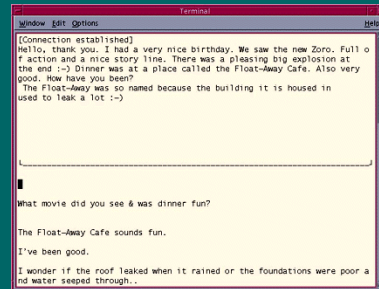 Terminal
Window Edit Options Help
[Connection established]
Hello, thank you. I had a very nice birthday. We saw the new Zoro. Full o
f action and a nice story line. There was a pleasing big explosion at
the end :-) Dinner was at a place called the Float-Away Cafe. Also very
good. How have you been?
The Float-Away was so named because the building it is housed in
used to leak a lot :-)
What movie did you see & was dinner fun?
The Float-Away Cafe sounds fun.
I've been good.
I wonder if the roof leaked when it rained or the foundations were poor a
nd water seeped through..